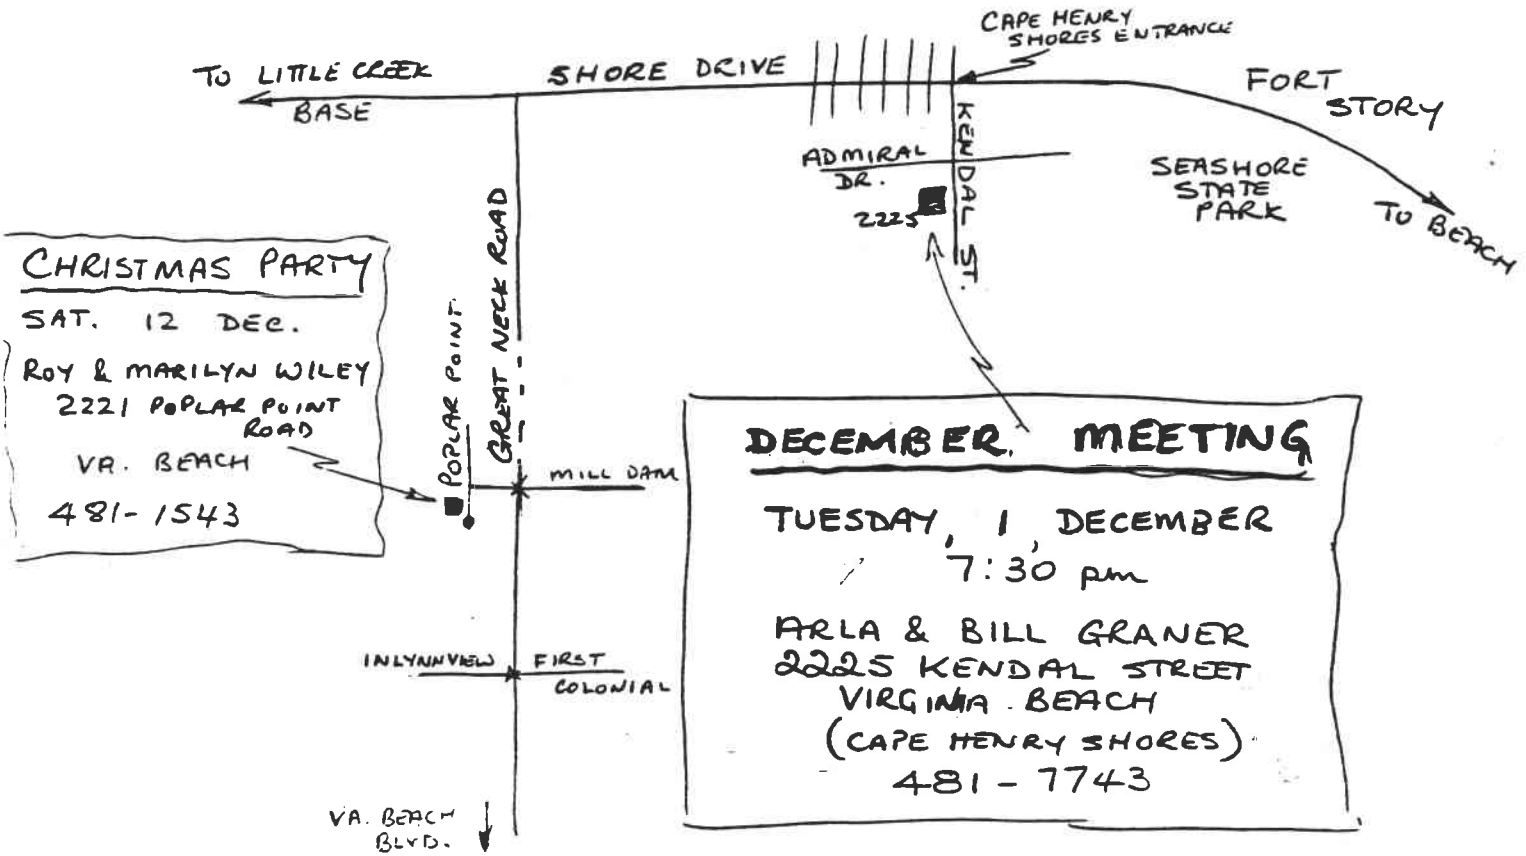 CAPE HENRY
SHORES ENTRANCE
TO LITTLE CREEK
BASE
SHORE DRIVE
FORT
STORY
KENDAL ST.
ADMIRAL
DR.
2225
SEASHORE
STATE
PARK
TO BEACH
CHRISTMAS PARTY
SAT. 12 DEC.
ROY & MARILYN WILEY
2221 POPLAR POINT
ROAD
VA. BEACH
481-1543
POPLAR POINT
GREAT NECK ROAD
MILL DAM
INLYNNVIEW
FIRST
COLONIAL
VA. BEACH
BLVD.
DECEMBER. MEETING
TUESDAY, 1, DECEMBER
7:30 pm
ARLA & BILL GRANER
2225 KENDAL STREET
VIRGINIA. BEACH
(CAPE HENRY SHORES)
481-7743